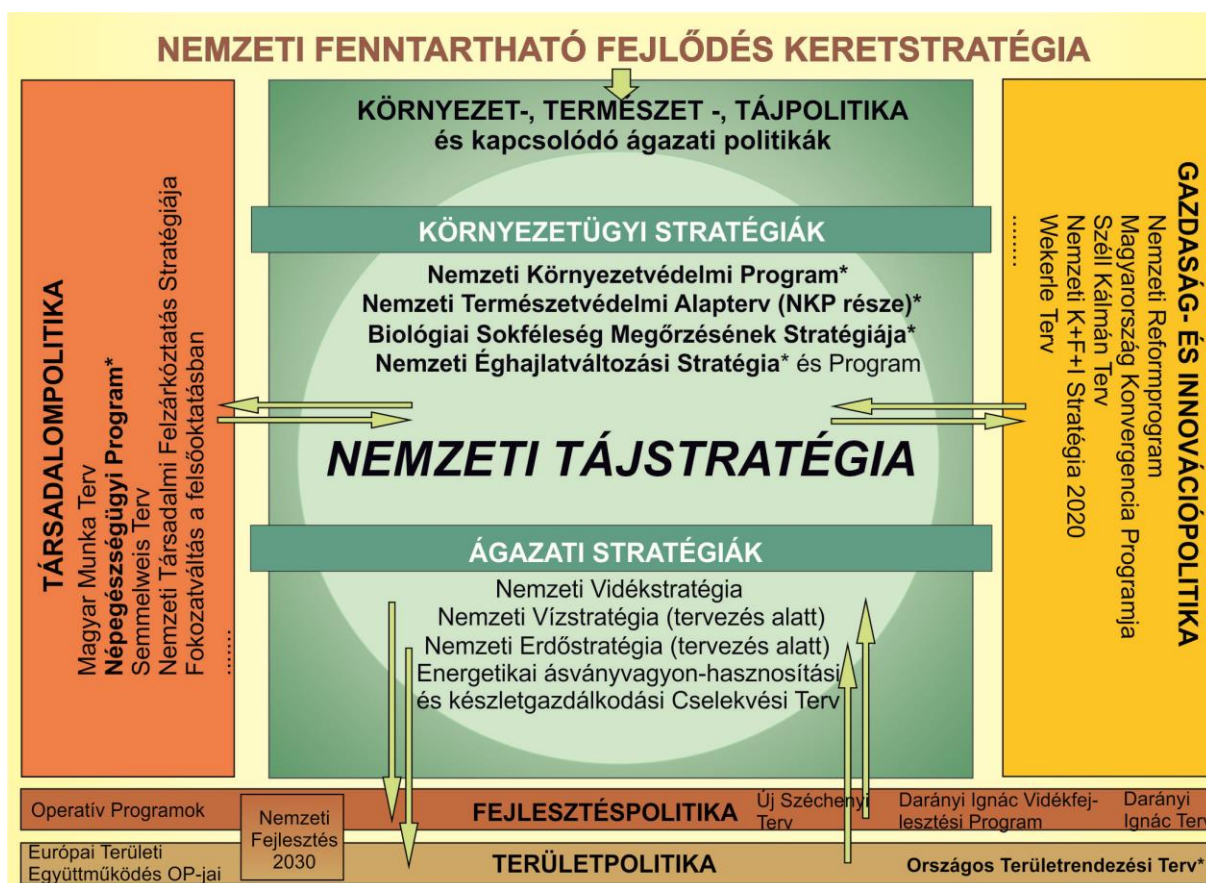 NEMZETI FENNTARTHATÓ FEJLŐDÉS KERETSTRATÉGIA
KÖRNYEZET-, TERMÉSZET -, TÁJPOLITIKA
és kapcsolódó ágazati politikák
KÖRNYEZETÜGYI STRATÉGIÁK
Nemzeti Környezetvédelmi Program*
Nemzeti Természetvédelmi Alapterv (NKP része)*
Biológiai Sokféleség Megőrzésének Stratégiája*
Nemzeti Éghajlatváltozási Stratégia* és Program
NEMZETI TÁJSTRATÉGIA
ÁGAZATI STRATÉGIÁK
Nemzeti Vidékstratégia
Nemzeti Vízstratégia (tervezés alatt)
Nemzeti Erdőstratégia (tervezés alatt)
Energetikai ásványvagyon-hasznosítási
és készletgazdálkodási Cselekvési Terv
TÁRSADALOMPOLITIKA
Magyar Munka Terv
Népegészségügyi Program*
Semmelweis Terv
Nemzeti Társadalmi Felzárkóztatás Stratégiája
Fokozatváltás a felsőoktatásban
.......
GAZDASÁG- ÉS INNOVÁCIÓPOLITIKA
Nemzeti Reformprogram
Magyarország Konvergencia Programja
Széll Kálmán Terv
Nemzeti K+F+I Stratégia 2020
Wekerle Terv
........
Operatív Programok
Nemzeti
Fejlesztés
2030
FEJLESZTÉSPOLITIKA
Új Széchenyi
Terv
Darányi Ignác Vidékfej-
lesztési Program
Darányi
Ignác Terv
Európai Területi
Együttműködés OP-jai
TERÜLETPOLITIKA
Országos Területrendezési Terv*